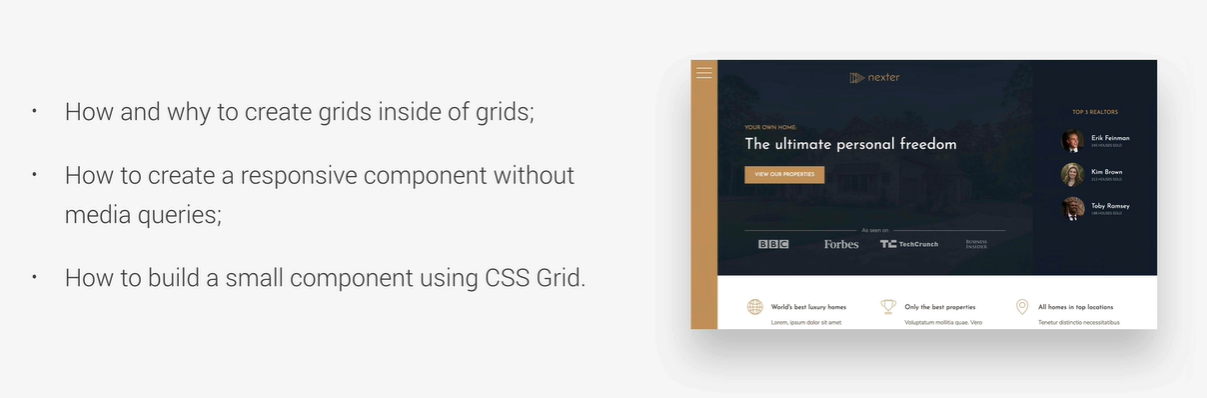 How and why to create grids inside of grids;
How to create a responsive component without
media queries;
How to build a small component using CSS Grid.
nexter
YOUR OWN HOME:
The ultimate personal freedom
VIEW OUR PROPERTIES
As seen on
BBC Forbes TechCrunch BUSINESS INSIDER
TOP 3 REALTORS
Erik Feinman
Kim Brown
Toby Ramsey
World's best luxury homes
Lorem, ipsum dolor sit amet
Only the best properties
Voluptatum mollitia quae. Vero
All homes in top locations
Tenetur distinctio necessitatibus